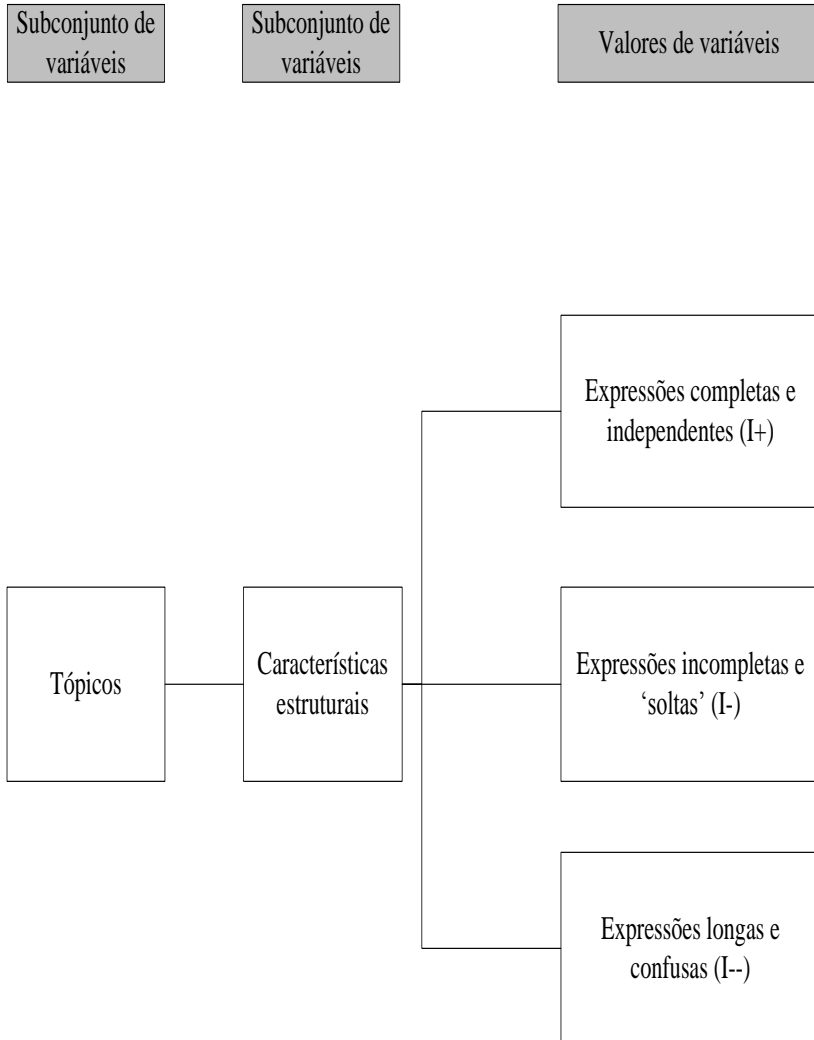 Subconjunto de
variáveis
Subconjunto de
variáveis
Valores de variáveis
Expressões completas e
independentes (I+)
Tópicos
Características
estruturais
Expressões incompletas e
‘soltas’ (I-)
Expressões longas e
confusas (I--)